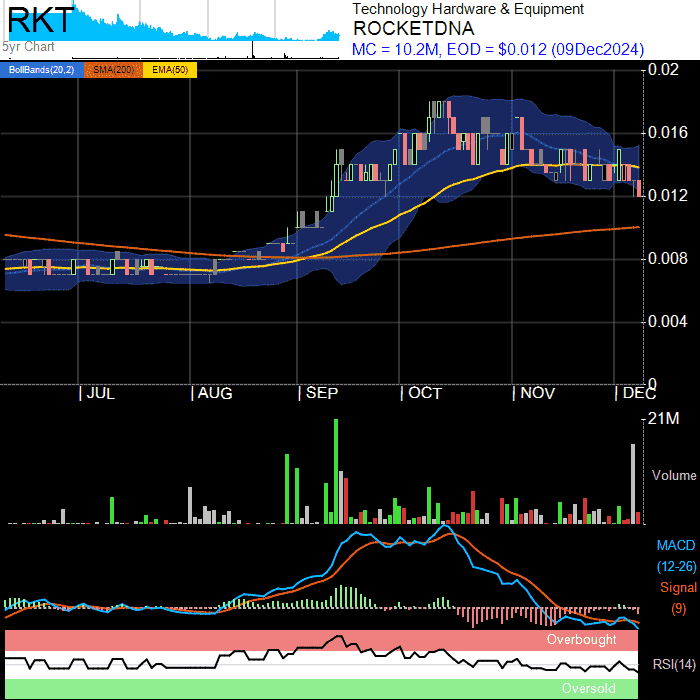 RKT
5yr Chart
Technology Hardware & Equipment
ROCKETDNA
MC = 10.2M, EOD = $0.012 (09Dec2024)
BollBands(20,2) SMA(200) EMA(50)
0.02
0.016
0.012
0.008
0.004
0
| JUL | AUG | SEP | OCT | NOV | DEC
21M
Volume
MACD
(12-26)
Signal
(9)
Overbought
RSI(14)
Oversold